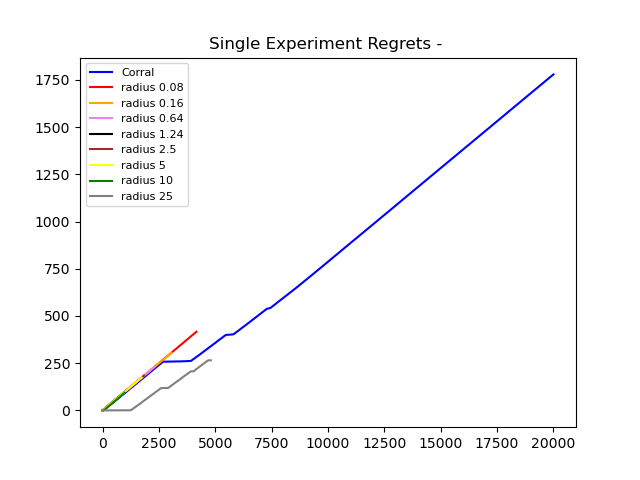 Single Experiment Regrets -
Corral
radius 0.08
radius 0.16
radius 0.64
radius 1.24
radius 2.5
radius 5
radius 10
radius 25
1750
1500
1250
1000
750
500
250
0
0 2500 5000 7500 10000 12500 15000 17500 20000